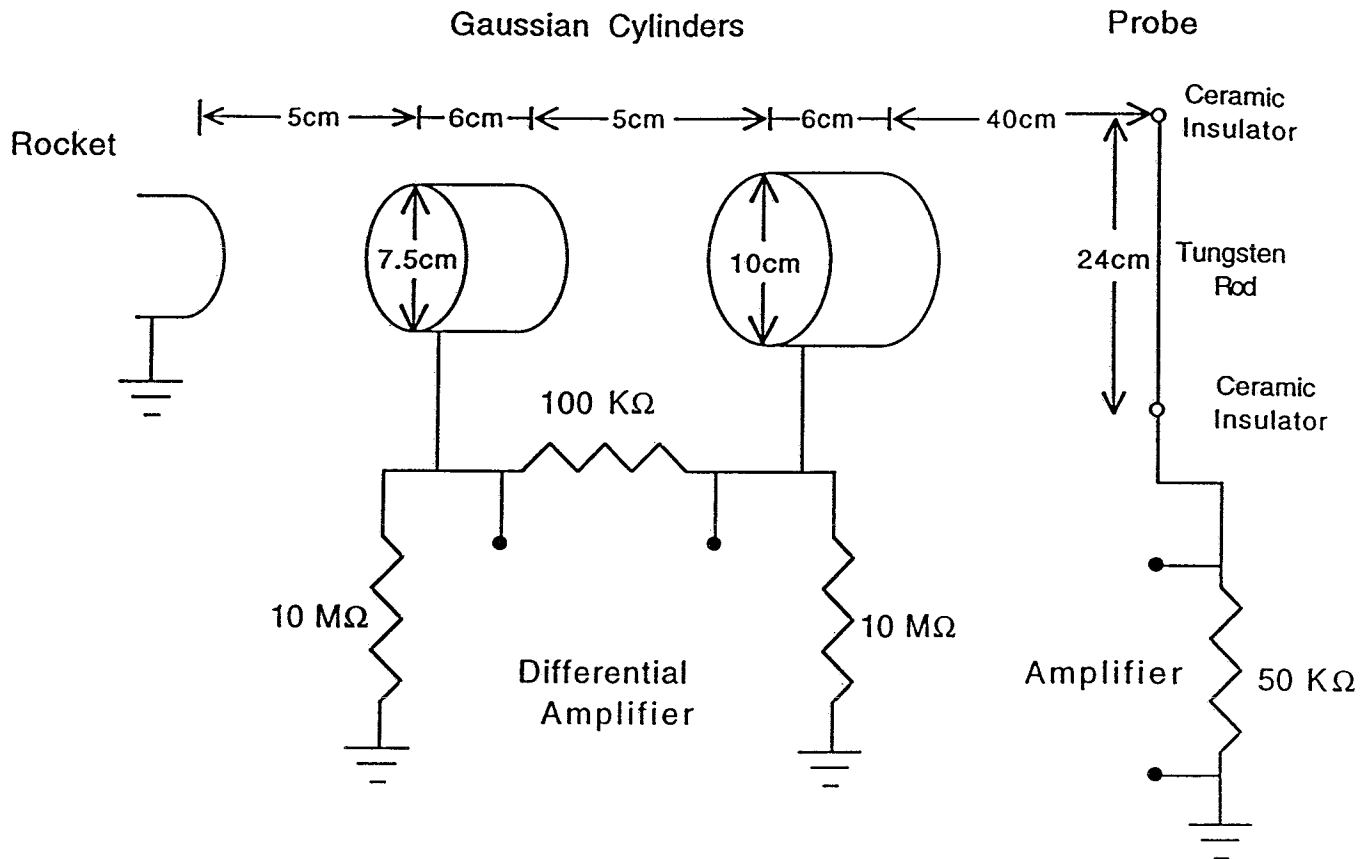 Gaussian Cylinders
Probe
5cm
6cm
5cm
6cm
40cm
Ceramic
Insulator
Rocket
7.5cm
10cm
24cm
Tungsten
Rod
Ceramic
Insulator
100 KΩ
10 MΩ
10 MΩ
Differential
Amplifier
Amplifier
50 KΩ